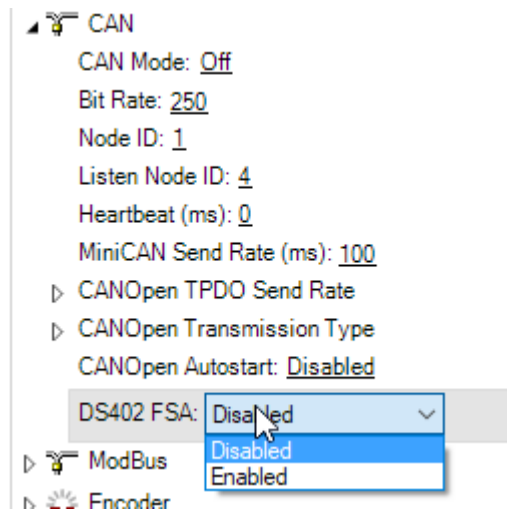 CAN
CAN Mode: Off
Bit Rate: 250
Node ID: 1
Listen Node ID: 4
Heartbeat (ms): 0
MiniCAN Send Rate (ms): 100
CANOpen TPDO Send Rate
CANOpen Transmission Type
CANOpen Autostart: Disabled
DS402 FSA: Disabled
Disabled
Enabled
ModBus
Encoder